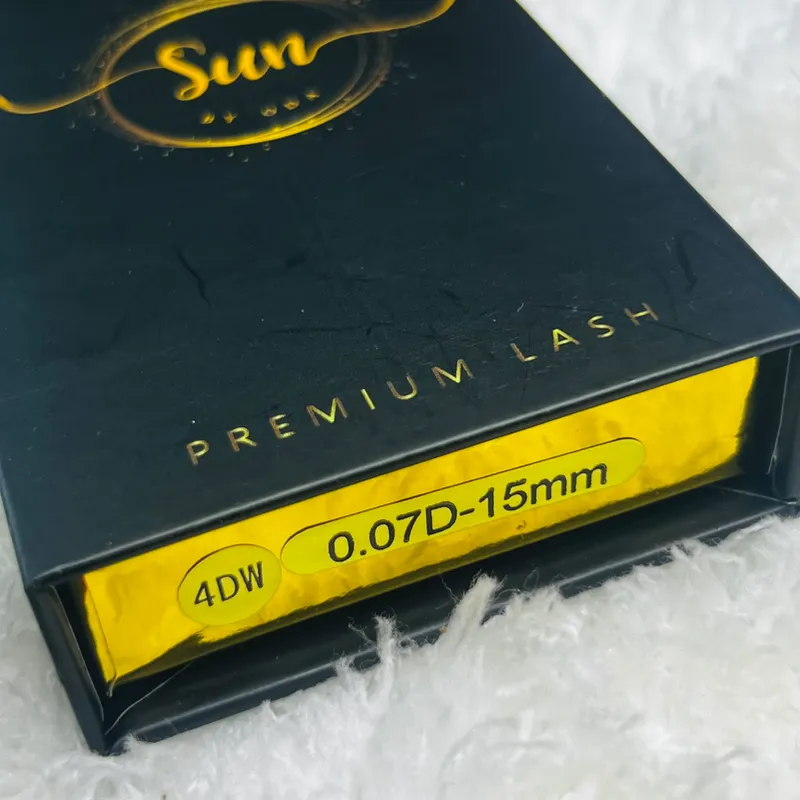 Sun
PREMIUM LASH
4DW
0.07D-15mm